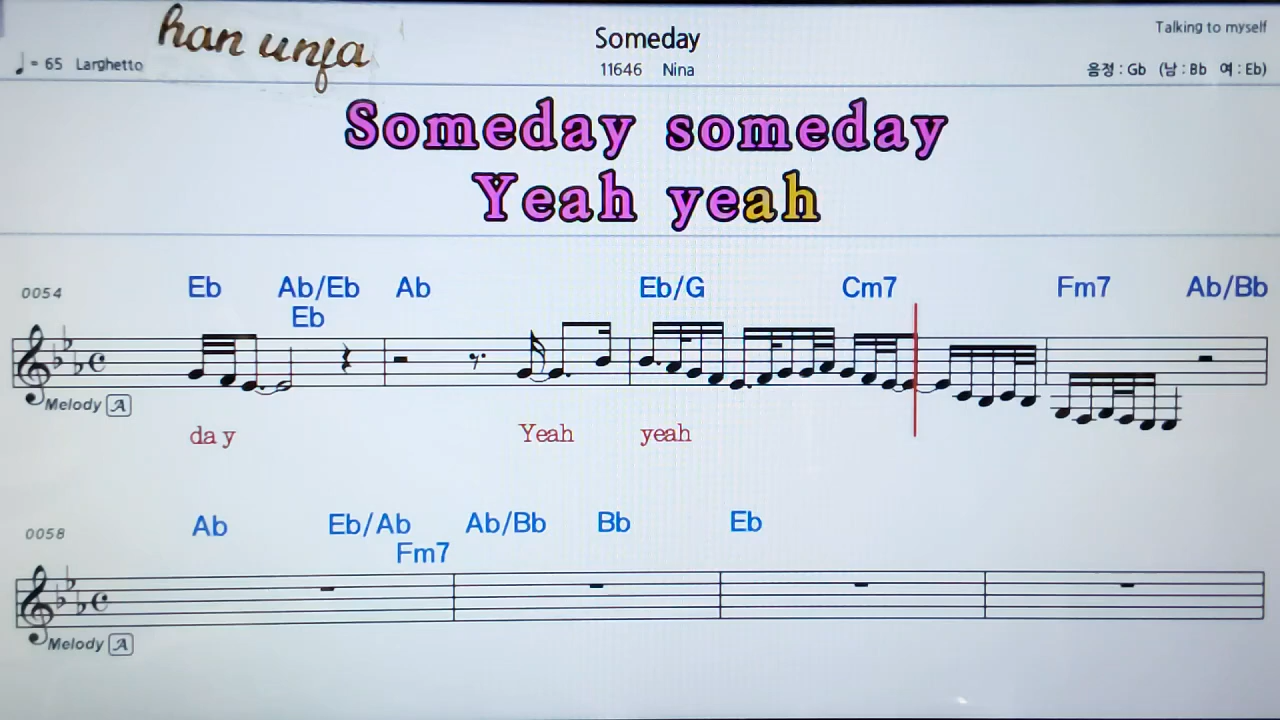 han unfa
Someday
Talking to myself
♩= 65 Larghetto
11646 Nina
음정 : Gb (남 : Bb 여 : Eb)
Someday someday
Yeah yeah
0054
Eb Ab/Eb Ab Eb/G Cm7 Fm7 Ab/Bb
Eb
Melody A
day Yeah yeah
0058
Ab Eb/Ab Ab/Bb Bb Eb
Fm7
Melody A